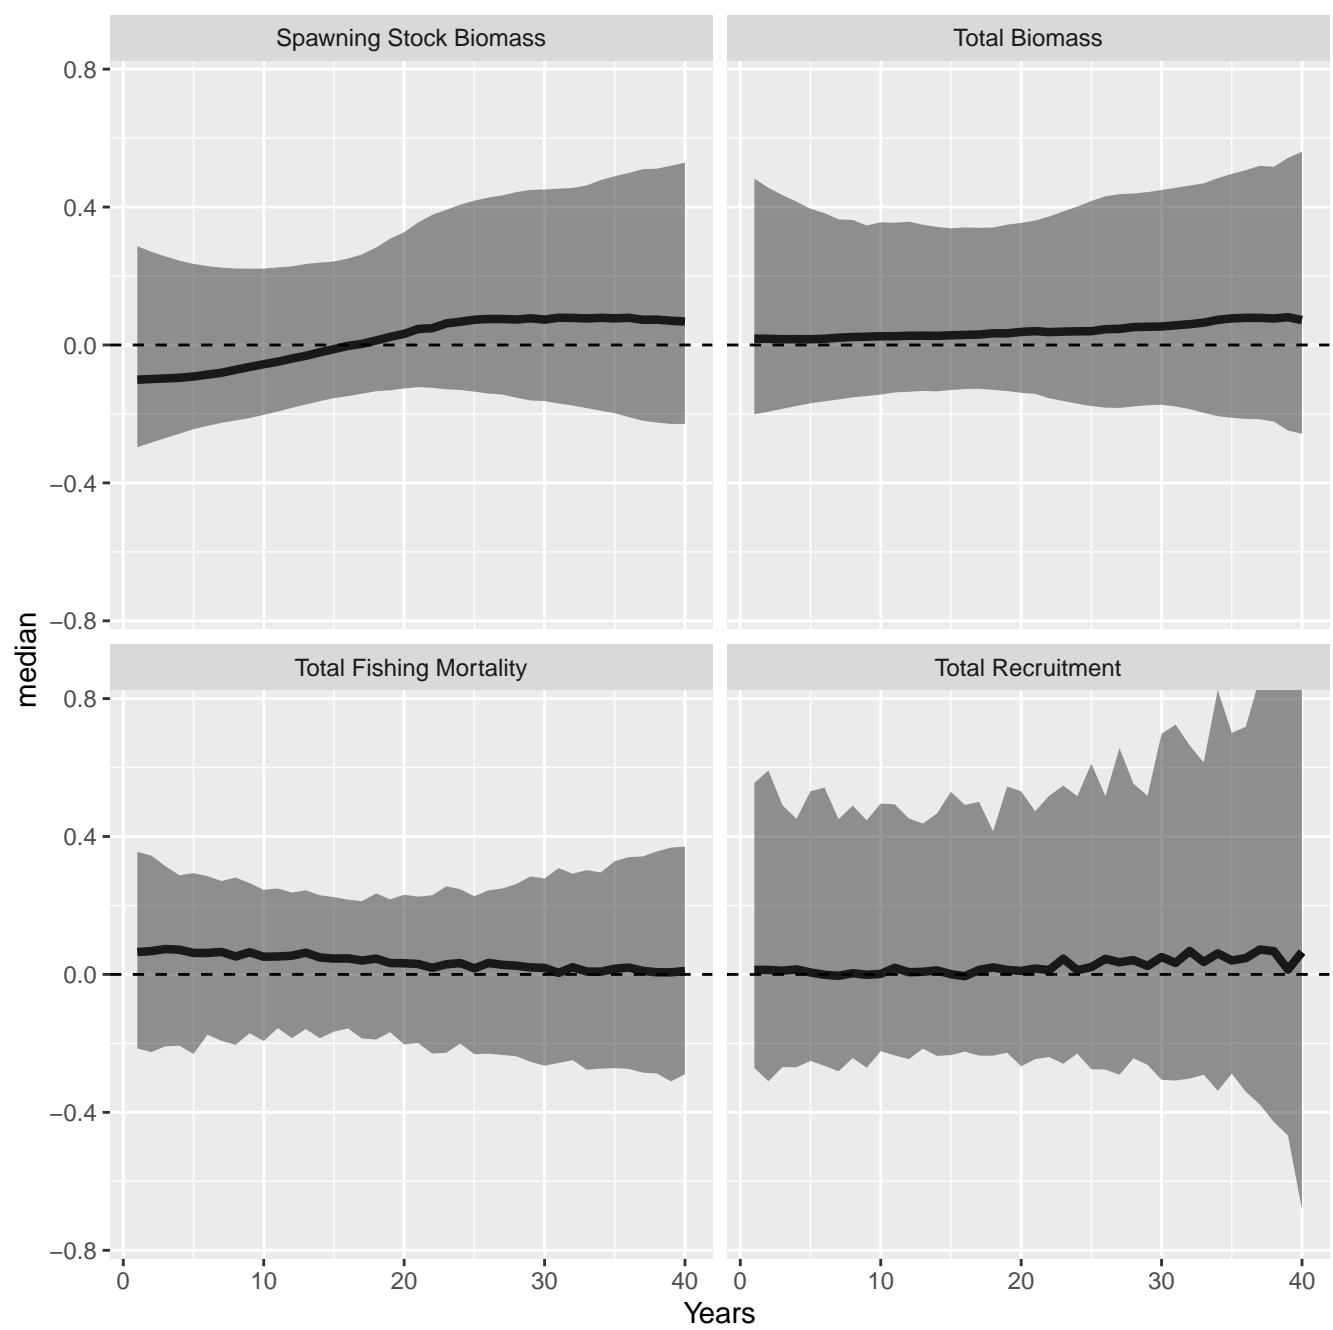 Spawning Stock Biomass
Total Biomass
0.8
0.4
0.0
−0.4
−0.8
median
Total Fishing Mortality
Total Recruitment
0.8
0.4
0.0
−0.4
−0.8
0 10 20 30 40
0 10 20 30 40
Years